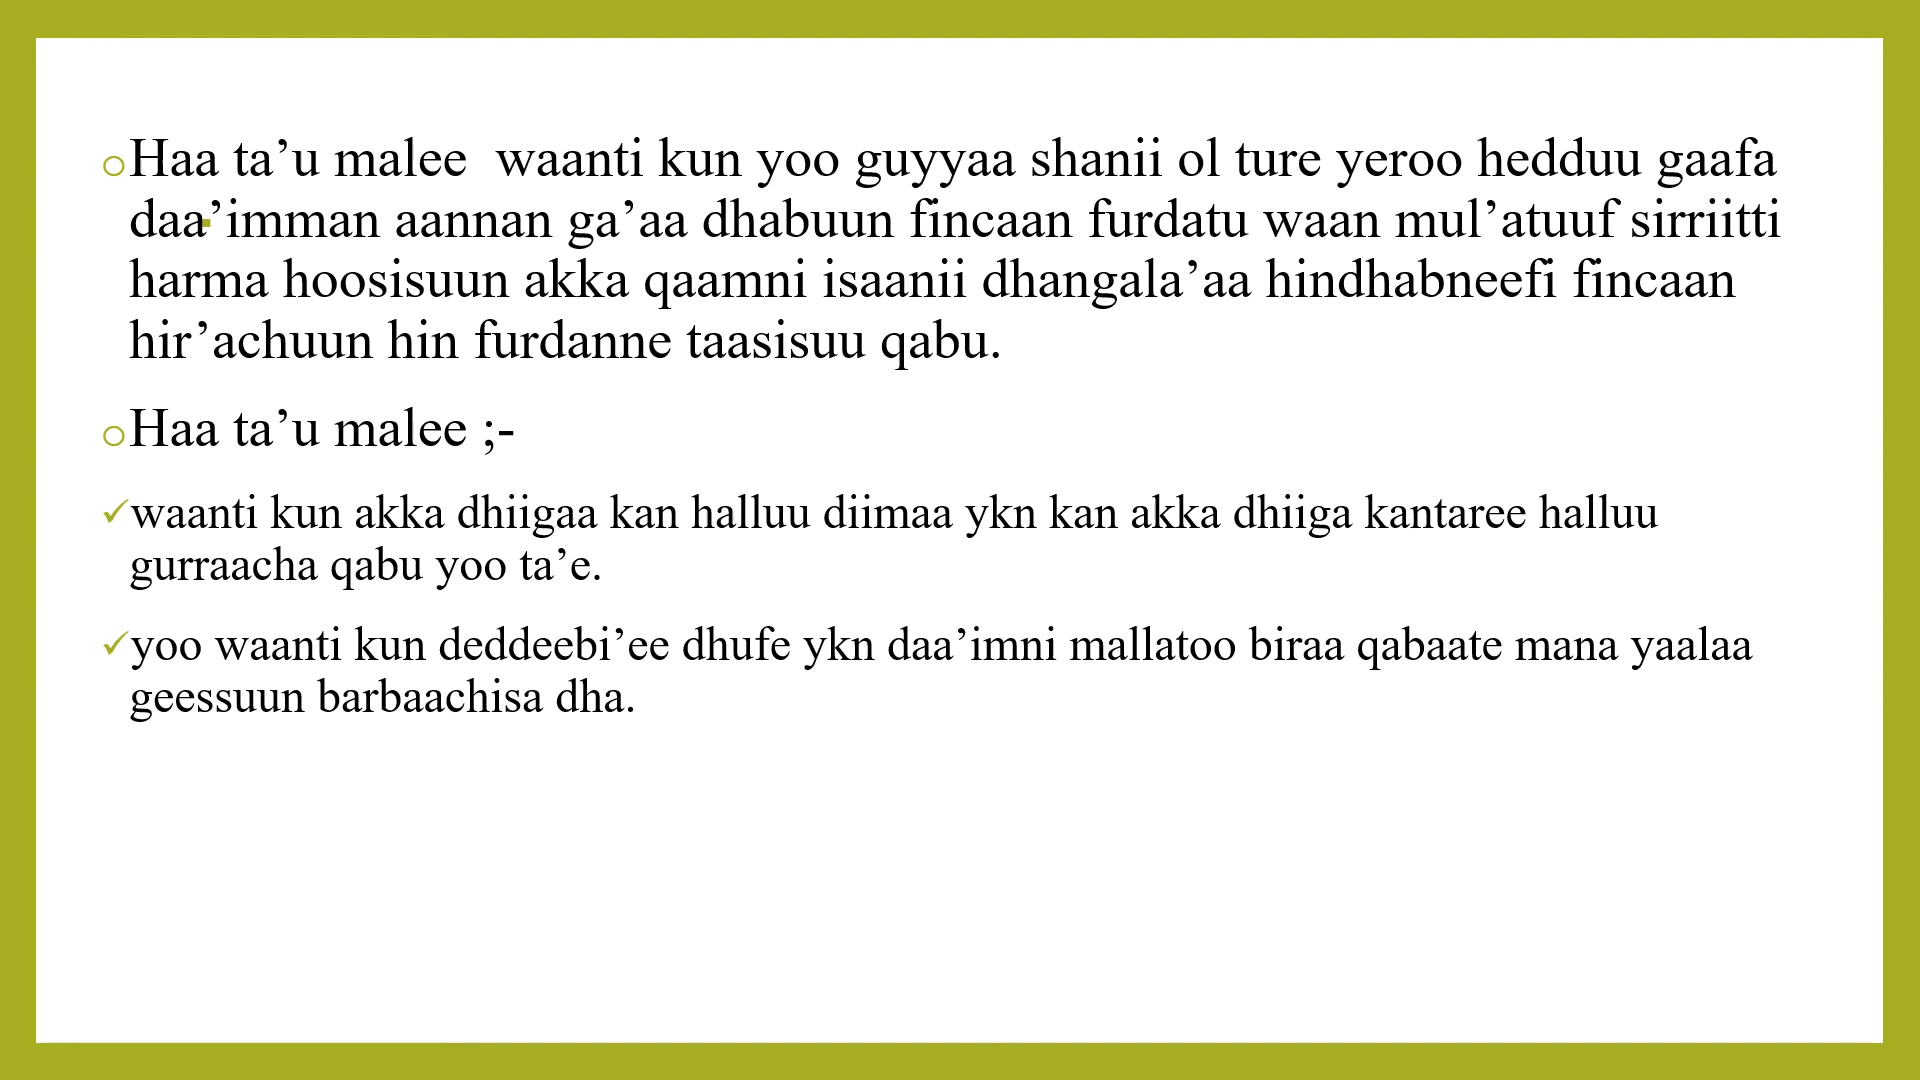 Haa ta’u malee  waanti kun yoo guyyaa shanii ol ture yeroo hedduu gaafa
daa’imman aannan ga’aa dhabuun fincaan furdatu waan mul’atuuf sirriitti
harma hoosisuun akka qaamni isaanii dhangala’aa hindhabneefi fincaan
hir’achuun hin furdanne taasisuu qabu.
Haa ta’u malee ;-
waanti kun akka dhiigaa kan halluu diimaa ykn kan akka dhiiga kantaree halluu
gurraacha qabu yoo ta’e.
yoo waanti kun deddeebi’ee dhufe ykn daa’imni mallatoo biraa qabaate mana yaalaa
geessuun barbaachisa dha.